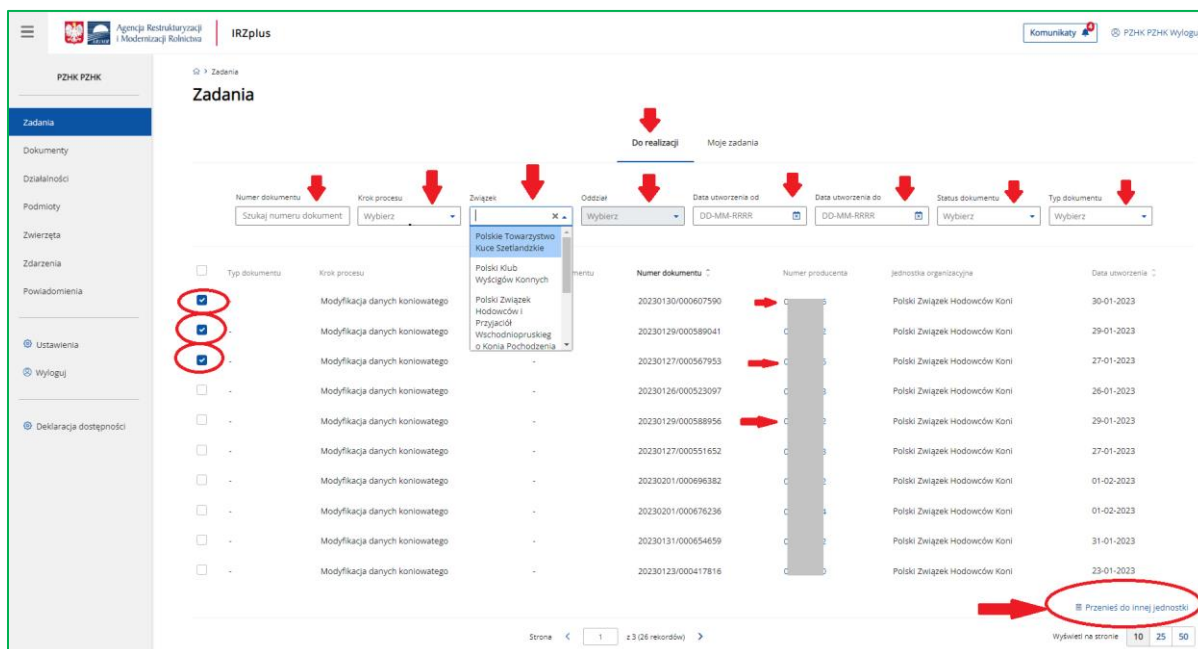 Agencja Restrukturyzacji
i Modernizacji Rolnictwa
IRZplus
Komunikaty 4
PZHK PZHK Wylogu
PZHK PZHK
Zadania
Dokumenty
Działalności
Podmioty
Zwierzęta
Zdarzenia
Powiadomienia
Ustawienia
Wyloguj
Deklaracja dostępności
Zadania
Zadania
Do realizacji Moje zadania
Numer dokumentu Krok procesu Związek Oddział Data utworzenia od Data utworzenia do Status dokumentu Typ dokumentu
Szukaj numeru dokument Wybierz Wybierz DD-MM-RRRR DD-MM-RRRR Wybierz Wybierz
Polskie Towarzystwo
Kuce Szetlandzkie
Polski Klub
Wyścigów Konnych
Polski Związek
Hodowców i
Przyjaciół
Wschodniopruskieg
o Konia Pochodzenia
Typ dokumentu Krok procesu mentu Numer dokumentu Numer producenta Jednostka organizacyjna Data utworzenie
Modyfikacja danych koniowatego 20230130/000607590 Polski Związek Hodowców Koni 30-01-2023
Modyfikacja danych koniowatego 20230129/000589041 Polski Związek Hodowców Koni 29-01-2023
- Modyfikacja danych koniowatego - 20230127/000567953 Polski Związek Hodowców Koni 27-01-2023
- Modyfikacja danych koniowatego - 20230126/000523097 Polski Związek Hodowców Koni 26-01-2023
- Modyfikacja danych koniowatego - 20230129/000588956 Polski Związek Hodowców Koni 29-01-2023
- Modyfikacja danych koniowatego - 20230127/000551652 Polski Związek Hodowców Koni 27-01-2023
- Modyfikacja danych koniowatego - 20230201/000696382 Polski Związek Hodowców Koni 01-02-2023
- Modyfikacja danych koniowatego - 20230201/000676236 Polski Związek Hodowców Koni 01-02-2023
- Modyfikacja danych koniowatego - 20230131/000654659 Polski Związek Hodowców Koni 31-01-2023
- Modyfikacja danych koniowatego - 20230123/000417816 Polski Związek Hodowców Koni 23-01-2023
Przenieś do innej jednostki
Strona 1 z 3 (26 rekordów) Wyświetl na stronie 10 25 50